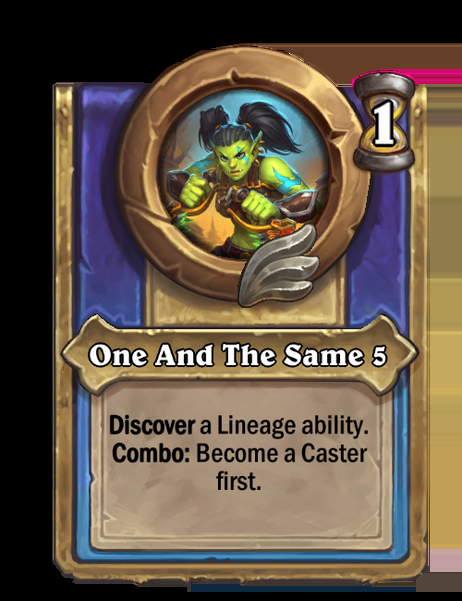 1
One And The Same 5
Discover a Lineage ability.
Combo: Become a Caster
first.